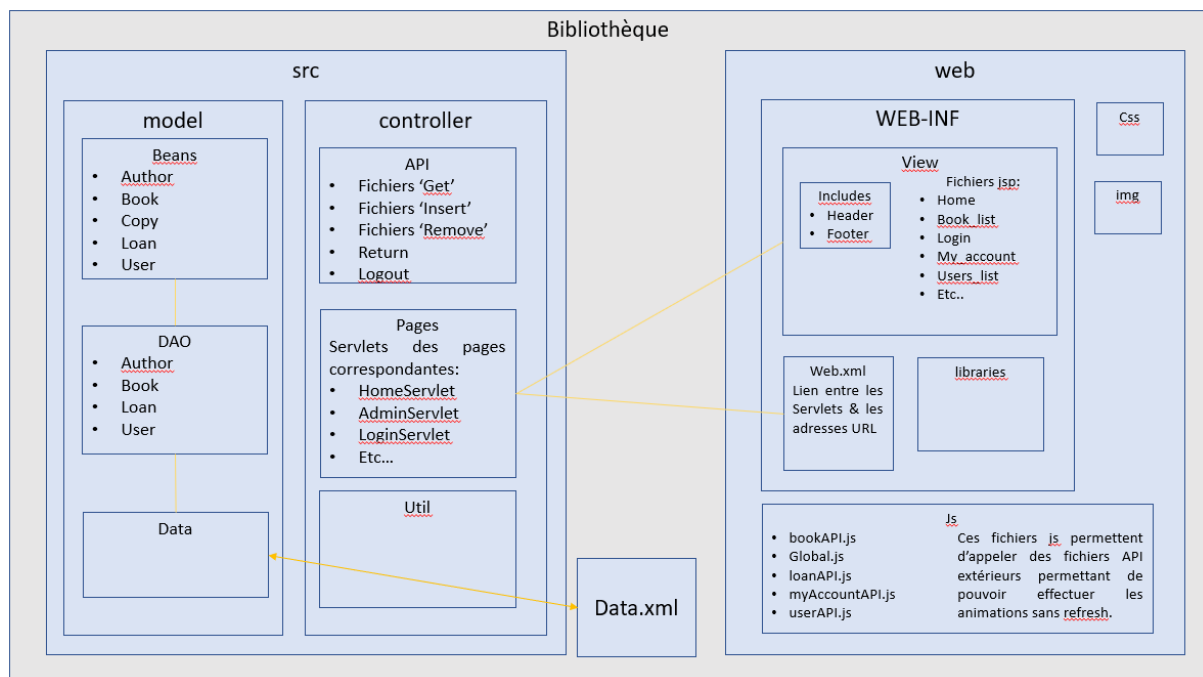 Bibliothèque
src
model
Beans
• Author
• Book
• Copy
• Loan
• User
DAO
• Author
• Book
• Loan
• User
Data
controller
API
• Fichiers ‘Get’
• Fichiers ‘Insert’
• Fichiers ‘Remove’
• Return
• Logout
Pages
Servlets des pages
correspondantes:
• HomeServlet
• AdminServlet
• LoginServlet
• Etc…
Util
Data.xml
web
WEB-INF
View
Includes
• Header
• Footer
Fichiers jsp:
• Home
• Book_list
• Login
• My_account
• Users_list
• Etc..
Web.xml
Lien entre les
Servlets & les
adresses URL
libraries
Css
img
Js
• bookAPI.js
• Global.js
• loanAPI.js
• myAccountAPI.js
• userAPI.js
Ces fichiers js permettent
d’appeler des fichiers API
extérieurs permettant de
pouvoir effectuer les
animations sans refresh.